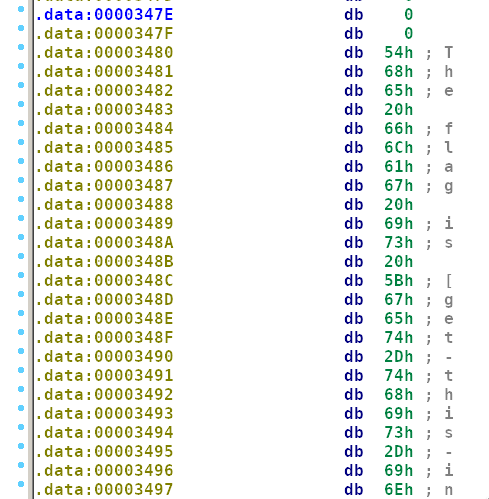 .data:0000347E db 0
.data:0000347F db 0
.data:00003480 db 54h ; T
.data:00003481 db 68h ; h
.data:00003482 db 65h ; e
.data:00003483 db 20h
.data:00003484 db 66h ; f
.data:00003485 db 6Ch ; l
.data:00003486 db 61h ; a
.data:00003487 db 67h ; g
.data:00003488 db 20h
.data:00003489 db 69h ; i
.data:0000348A db 73h ; s
.data:0000348B db 20h
.data:0000348C db 5Bh ; [
.data:0000348D db 67h ; g
.data:0000348E db 65h ; e
.data:0000348F db 74h ; t
.data:00003490 db 2Dh ; -
.data:00003491 db 74h ; t
.data:00003492 db 68h ; h
.data:00003493 db 69h ; i
.data:00003494 db 73h ; s
.data:00003495 db 2Dh ; -
.data:00003496 db 69h ; i
.data:00003497 db 6Eh ; n